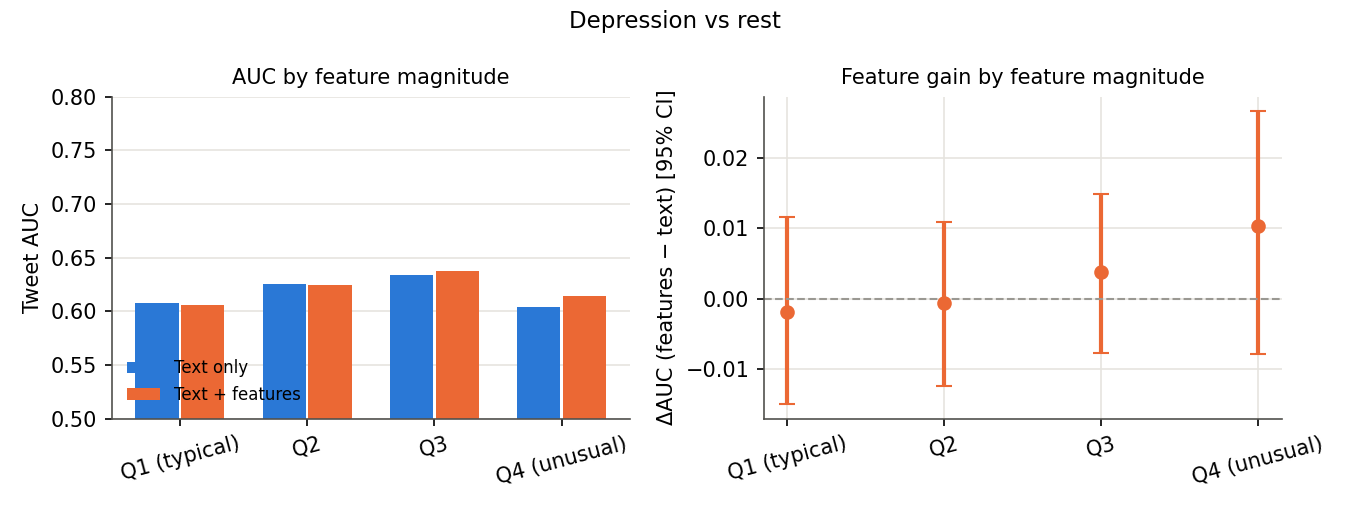 Depression vs rest
AUC by feature magnitude
Tweet AUC
0.80
0.75
0.70
0.65
0.60
0.55
0.50
Text only
Text + features
Q1 (typical)
Q2
Q3
Q4 (unusual)
Feature gain by feature magnitude
ΔAUC (features − text) [95% CI]
0.02
0.01
0.00
−0.01
Q1 (typical)
Q2
Q3
Q4 (unusual)